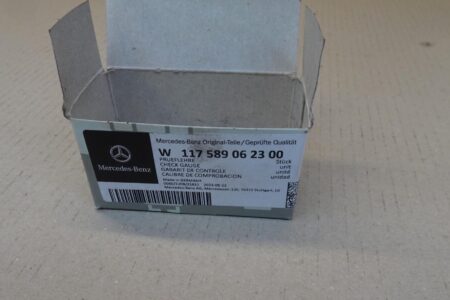 Mercedes-Benz Original-Teile/Geprüfte Qualität
W 117 589 06 23 00
PRUEFLEHRE
CHECK GAUGE
GABARIT DE CONTROLE
CALIBRE DE COMPROBACION
Stück
unit
unité
unidad
Made in GERMANY
Mercedes-Benz